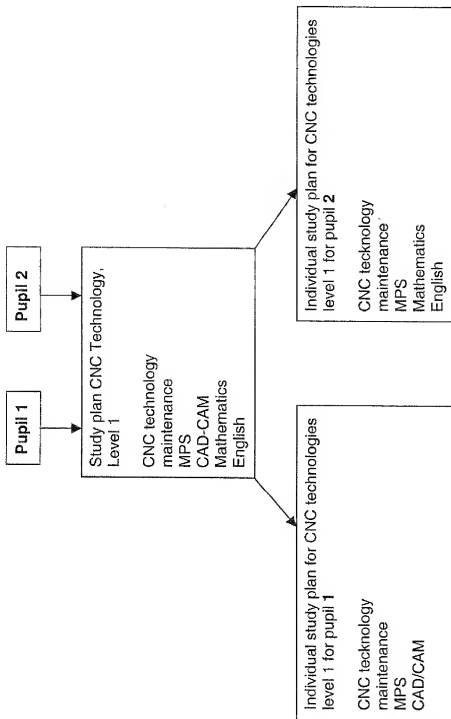 Pupil 1
Pupil 2
Study plan CNC Technology,
Level 1
CNC technology
maintenance
MPS
CAD-CAM
Mathematics
English
Individual study plan for CNC technologies
level 1 for pupil 1
CNC tecknology
maintenance
MPS
CAD/CAM
Individual study plan for CNC technologies
level 1 for pupil 2
CNC tecknology
maintenance
MPS
Mathematics
English